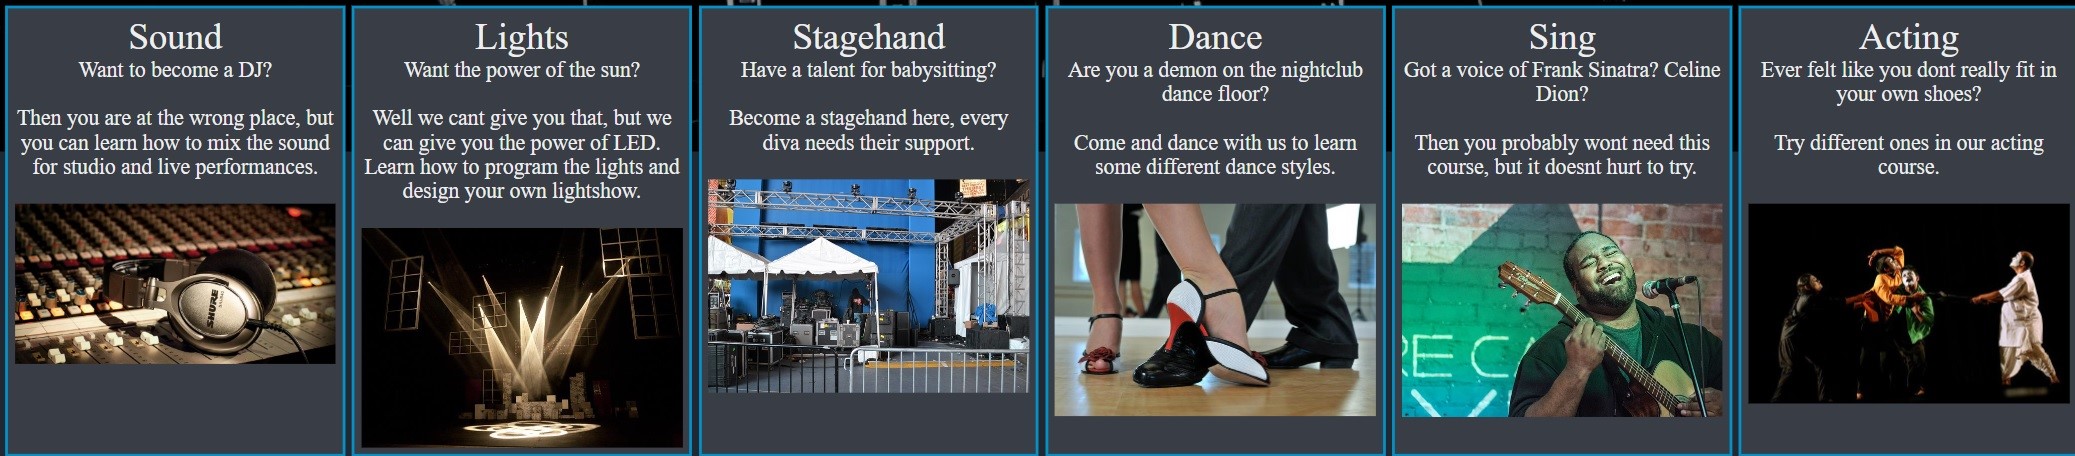 Sound
Want to become a DJ?
Then you are at the wrong place, but
you can learn how to mix the sound
for studio and live performances.
SHURE
Lights
Want the power of the sun?
Well we cant give you that, but we
can give you the power of LED.
Learn how to program the lights and
design your own lightshow.
Stagehand
Have a talent for babysitting?
Become a stagehand here, every
diva needs their support.
Dance
Are you a demon on the nightclub
dance floor?
Come and dance with us to learn
some different dance styles.
Sing
Got a voice of Frank Sinatra? Celine
Dion?
Then you probably wont need this
course, but it doesnt hurt to try.
RECA
Acting
Ever felt like you dont really fit in
your own shoes?
Try different ones in our acting
course.